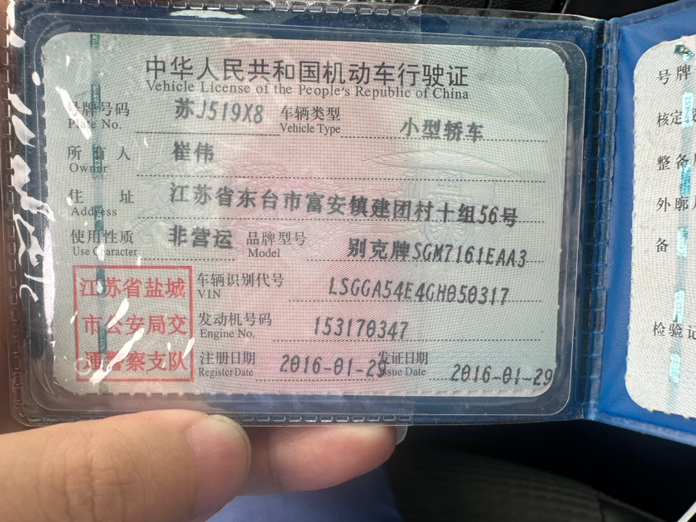 中华人民共和国机动车行驶证
Vehicle License of the People's Republic of China
号牌号码 苏J519X8 车辆类型 小型轿车
Plate No. Vehicle Type
所有人 崔伟
Owner
住址 江苏省东台市富安镇建团村十组56号
Address
使用性质 非营运 品牌型号 别克牌SGM7161EAA3
Use Character Model
江苏省盐城
市公安局交
通警察支队
车辆识别代号 LSGGA54E4GH050317
VIN
发动机号码 153170347
Engine No.
注册日期 2016-01-29 发证日期 2016-01-29
Register Date Issue Date
号牌
核定
整备
外廓
备
检验记